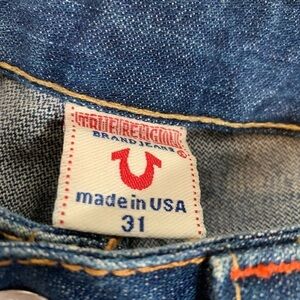 TRUE RELIGION
BRAND JEANS
®
made in USA
31